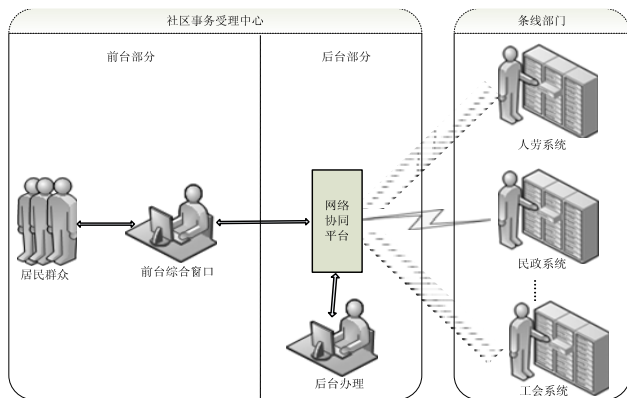 社区事务受理中心
条线部门
前台部分
后台部分
人劳系统
网络
协同
平台
居民群众
前台综合窗口
民政系统
后台办理
工会系统